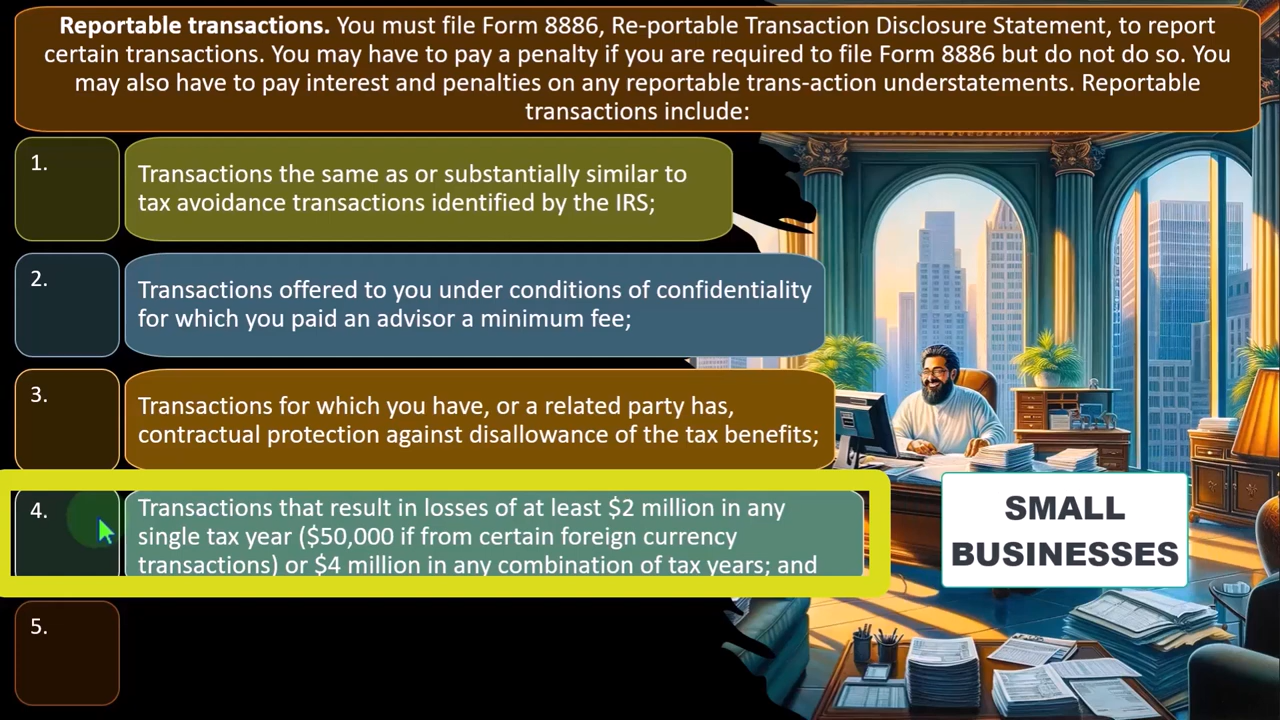 Reportable transactions. You must file Form 8886, Re-portable Transaction Disclosure Statement, to report
certain transactions. You may have to pay a penalty if you are required to file Form 8886 but do not do so. You
may also have to pay interest and penalties on any reportable trans-action understatements. Reportable
transactions include:
1.
Transactions the same as or substantially similar to
tax avoidance transactions identified by the IRS;
2.
Transactions offered to you under conditions of confidentiality
for which you paid an advisor a minimum fee;
3.
Transactions for which you have, or a related party has,
contractual protection against disallowance of the tax benefits;
4.
Transactions that result in losses of at least $2 million in any
single tax year ($50,000 if from certain foreign currency
transactions) or $4 million in any combination of tax years; and
SMALL
BUSINESSES
5.